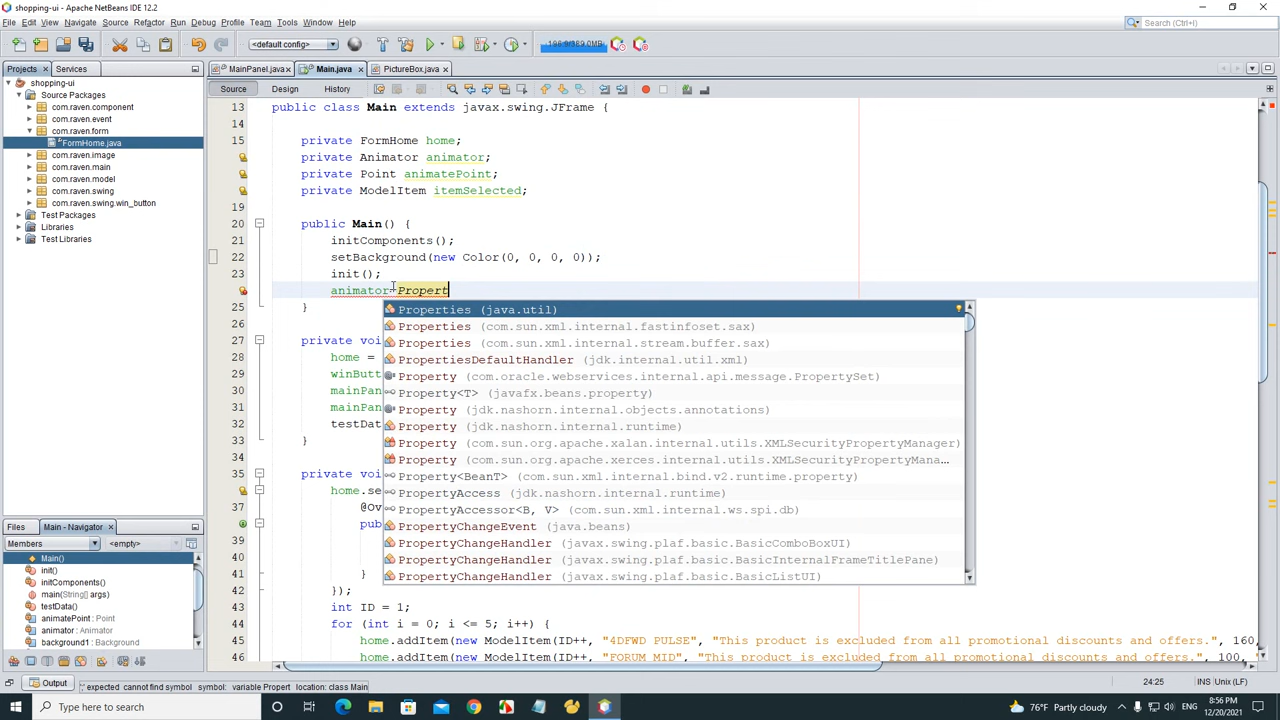 shopping-ui - Apache NetBeans IDE 12.2
File Edit View Navigate Source Refactor Run Debug Profile Team Tools Window Help
Search (Ctrl+I)
<default config>
198.9/389.0MB
Projects
Services
shopping-ui
Source Packages
com.raven.component
com.raven.event
com.raven.form
FormHome.java
com.raven.image
com.raven.main
com.raven.model
com.raven.swing
com.raven.swing.win_button
Test Packages
Libraries
Test Libraries
Files
Main - Navigator
Members
<empty>
Main()
init()
initComponents()
main(String[] args)
testData()
animatePoint : Point
animator : Animator
background1 : Background
MainPanel.java
Main.java
PictureBox.java
Source
Design
History
13 public class Main extends javax.swing.JFrame {
14
15 private FormHome home;
private Animator animator;
private Point animatePoint;
private ModelItem itemSelected;
19
20 public Main() {
21 initComponents();
setBackground(new Color(0, 0, 0, 0));
23 init();
animator Propert
25 }
26
27 private vo
28 home =
29 winButt
30 mainPan
31 mainPan
32 testDat
33 }
34
35 private voi
home.se
37 @Ov
pu
39
40
41 }
42 });
43 int ID = 1;
44 for (int i = 0; i <= 5; i++) {
45 home.addItem(new ModelItem(ID++, "4DFWD PULSE", "This product is excluded from all promotional discounts and offers.", 160,
46 home.addItem(new ModelItem(ID++, "FORUM MID", "This product is excluded from all promotional discounts and offers.", 100,
Properties (java.util)
Properties (com.sun.xml.internal.fastinfoset.sax)
Properties (com.sun.xml.internal.stream.buffer.sax)
PropertiesDefaultHandler (jdk.internal.util.xml)
Property (com.oracle.webservices.internal.api.message.PropertySet)
Property<T> (javafx.beans.property)
Property (jdk.nashorn.internal.objects.annotations)
Property (jdk.nashorn.internal.runtime)
Property (com.sun.org.apache.xalan.internal.utils.XMLSecurityPropertyManager)
Property (com.sun.org.apache.xerces.internal.utils.XMLSecurityPropertyMana...
Property<BeanT> (com.sun.xml.internal.bind.v2.runtime.property)
PropertyAccess (jdk.nashorn.internal.runtime)
PropertyAccessor<B, V> (com.sun.xml.internal.ws.spi.db)
PropertyChangeEvent (java.beans)
PropertyChangeHandler (javax.swing.plaf.basic.BasicComboBoxUI)
PropertyChangeHandler (javax.swing.plaf.basic.BasicInternalFrameTitlePane)
PropertyChangeHandler (javax.swing.plaf.basic.BasicListUI)
Output
expected cannot find symbol symbol: variable Propert location: class Main
24:25
INS
Unix (LF)
Type here to search
76°F Partly cloudy
8:56 PM
12/20/2021